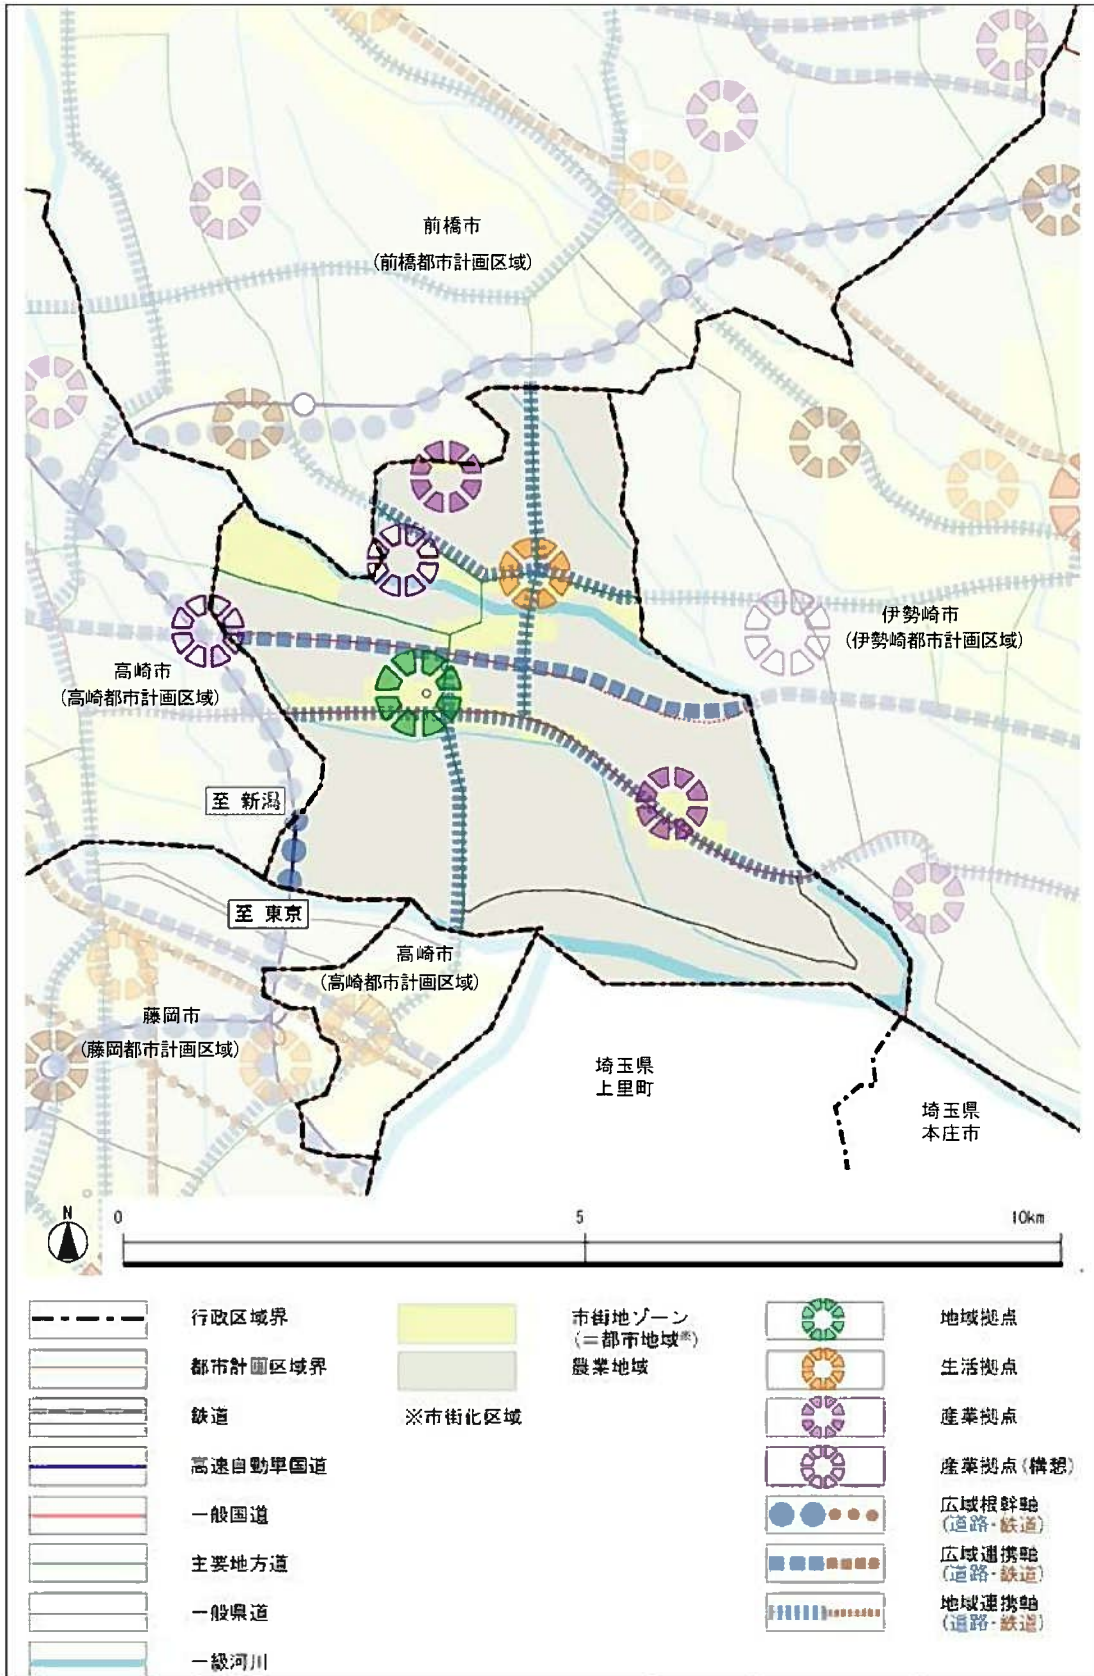 前橋市
(前橋都市計画区域)
伊勢崎市
(伊勢崎都市計画区域)
高崎市
(高崎都市計画区域)
至 新潟
至 東京
高崎市
(高崎都市計画区域)
藤岡市
(藤岡都市計画区域)
埼玉県
上里町
埼玉県
本庄市
N
0 5 10km
行政区域界
都市計画区域界
鉄道
高速自動車国道
一般国道
主要地方道
一般県道
一級河川
市街地ゾーン
(=都市地域※)
農業地域
※市街化区域
地域拠点
生活拠点
産業拠点
産業拠点(構想)
広域根幹軸
(道路・鉄道)
広域連携軸
(道路・鉄道)
地域連携軸
(道路・鉄道)